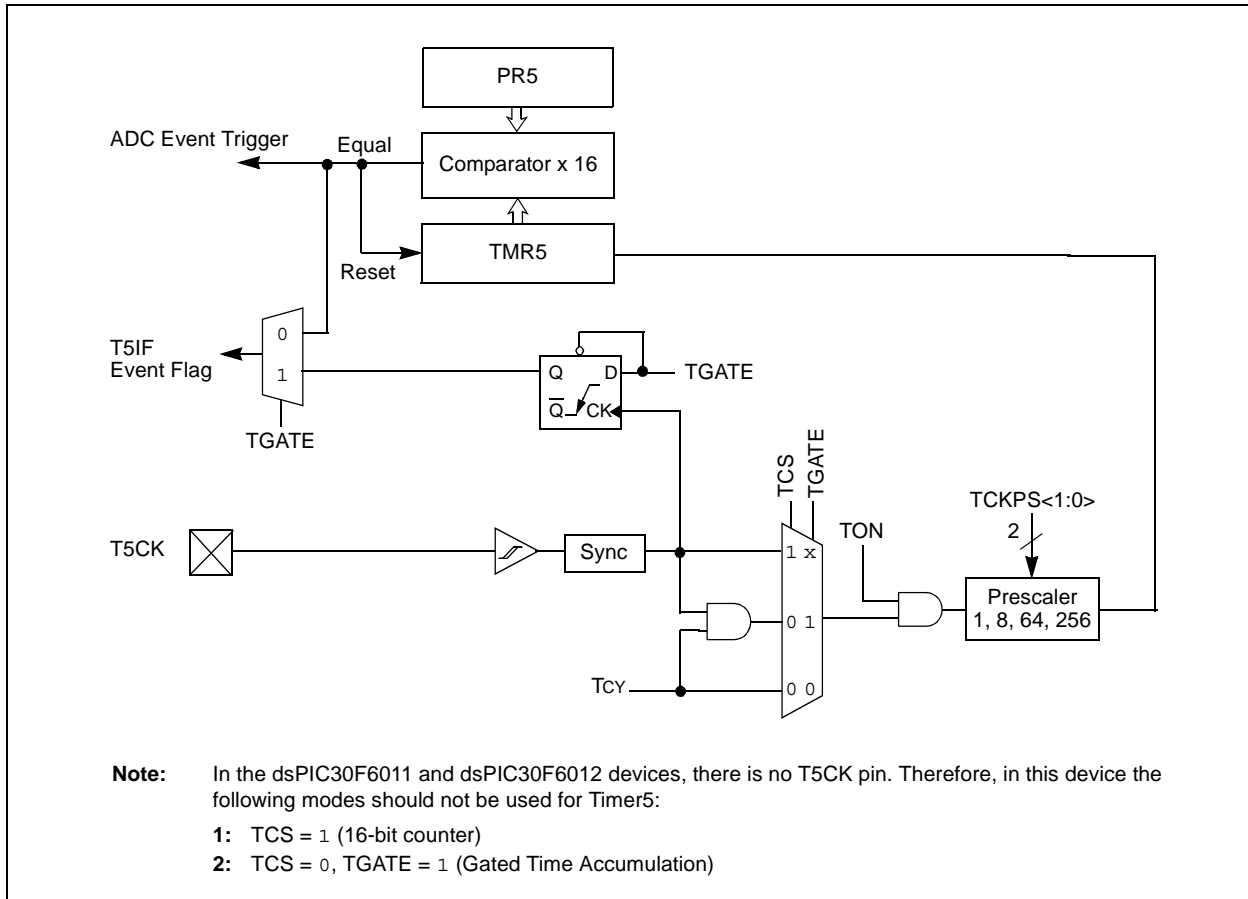 PR5
ADC Event Trigger
Equal
Comparator x 16
TMR5
Reset
0
T5IF
Event Flag
1
TGATE
Q D
Q CK
TGATE
TCS
TGATE
TCKPS<1:0>
2
T5CK
Sync
1 x
TON
Prescaler
1, 8, 64, 256
0 1
TCY
0 0
Note: In the dsPIC30F6011 and dsPIC30F6012 devices, there is no T5CK pin. Therefore, in this device the
following modes should not be used for Timer5:
1: TCS = 1 (16-bit counter)
2: TCS = 0, TGATE = 1 (Gated Time Accumulation)